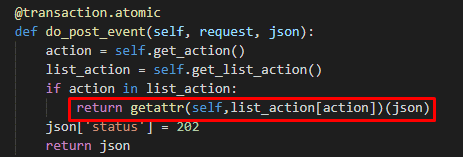 @transaction.atomic
def do_post_event(self, request, json):
    action = self.get_action()
    list_action = self.get_list_action()
    if action in list_action:
        return getattr(self,list_action[action])(json)
    json['status'] = 202
    return json